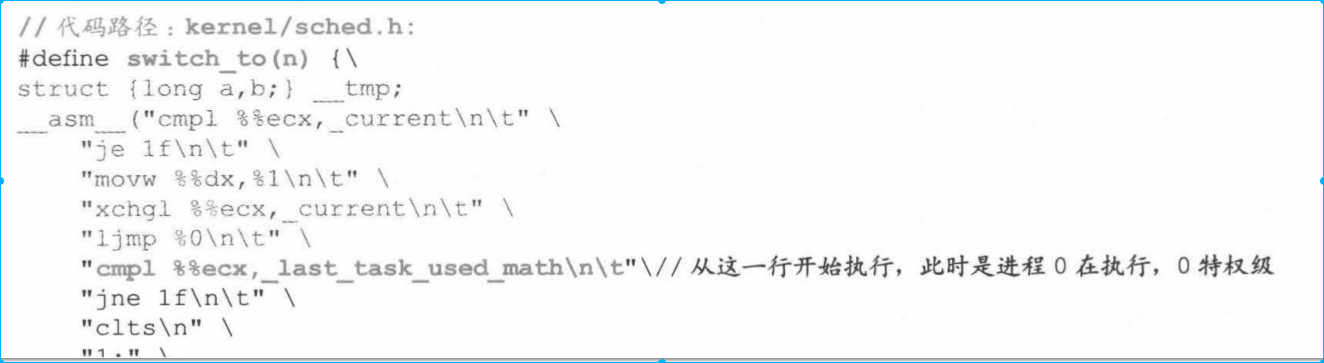 // 代码路径：kernel/sched.h:
#define switch_to(n) {\
struct {long a,b;} __tmp;
__asm__("cmpl %%ecx,_current\n\t" \
"je 1f\n\t" \
"movw %%dx,%1\n\t" \
"xchgl %%ecx,_current\n\t" \
"ljmp %0\n\t" \
"cmpl %%ecx,_last_task_used_math\n\t"\// 从这一行开始执行，此时是进程 0 在执行，0 特权级
"jne 1f\n\t" \
"clts\n" \
"1:" \